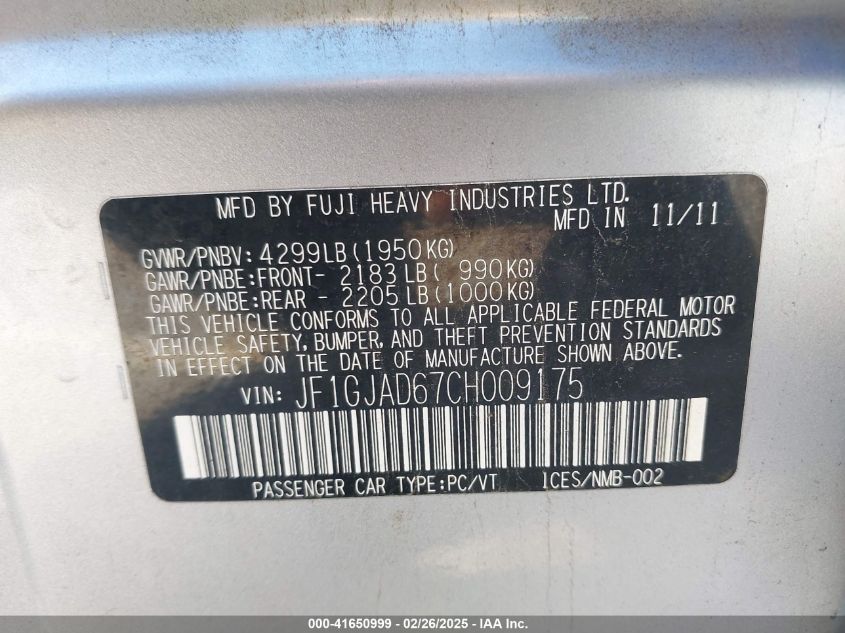 MFD BY FUJI HEAVY INDUSTRIES LTD.
MFD IN 11/11
GVWR/PNBV: 4299LB(1950KG)
GAWR/PNBE:FRONT- 2183LB( 990KG)
GAWR/PNBE:REAR - 2205LB(1000KG)
THIS VEHICLE CONFORMS TO ALL APPLICABLE FEDERAL MOTOR
VEHICLE SAFETY, BUMPER, AND THEFT PREVENTION STANDARDS
IN EFFECT ON THE DATE OF MANUFACTURE SHOWN ABOVE.
VIN: JF1GJAD67CH009175
PASSENGER CAR TYPE:PC/VT ICES/NMB-002
000-41650999 - 02/26/2025 - IAA Inc.